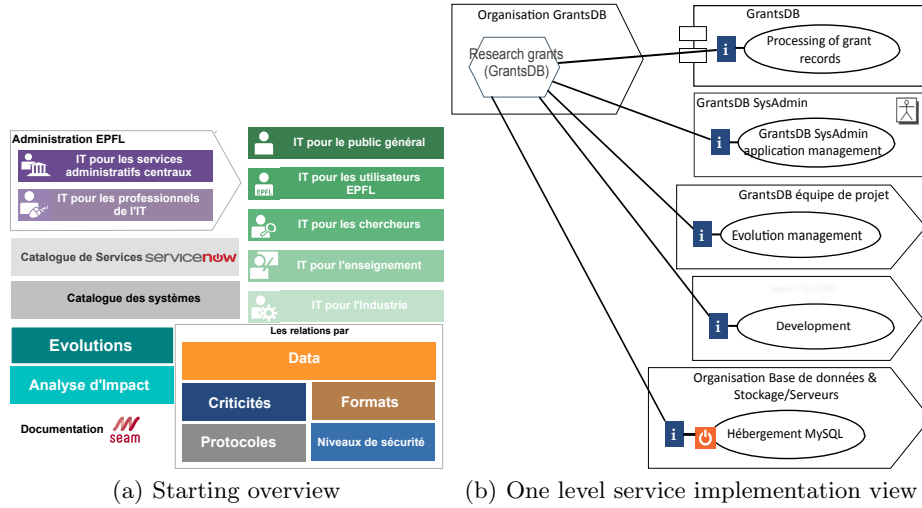 Administration EPFL
IT pour les services
administratifs centraux
IT pour les professionnels
de l'IT
Catalogue de Services servicenow
Catalogue des systèmes
Evolutions
Analyse d'Impact
Documentation seam
IT pour le public général
EPFL
IT pour les utilisateurs
EPFL
IT pour les chercheurs
IT pour l'enseignement
IT pour l'Industrie
Les relations par
Data
Criticités
Formats
Protocoles
Niveaux de sécurité
(a) Starting overview
Organisation GrantsDB
Research grants
(GrantsDB)
GrantsDB
i
Processing of grant
records
GrantsDB SysAdmin
i
GrantsDB SysAdmin
application management
GrantsDB équipe de projet
i
Evolution management
i
Development
Organisation Base de données &
Stockage/Serveurs
i
Hébergement MySQL
(b) One level service implementation view